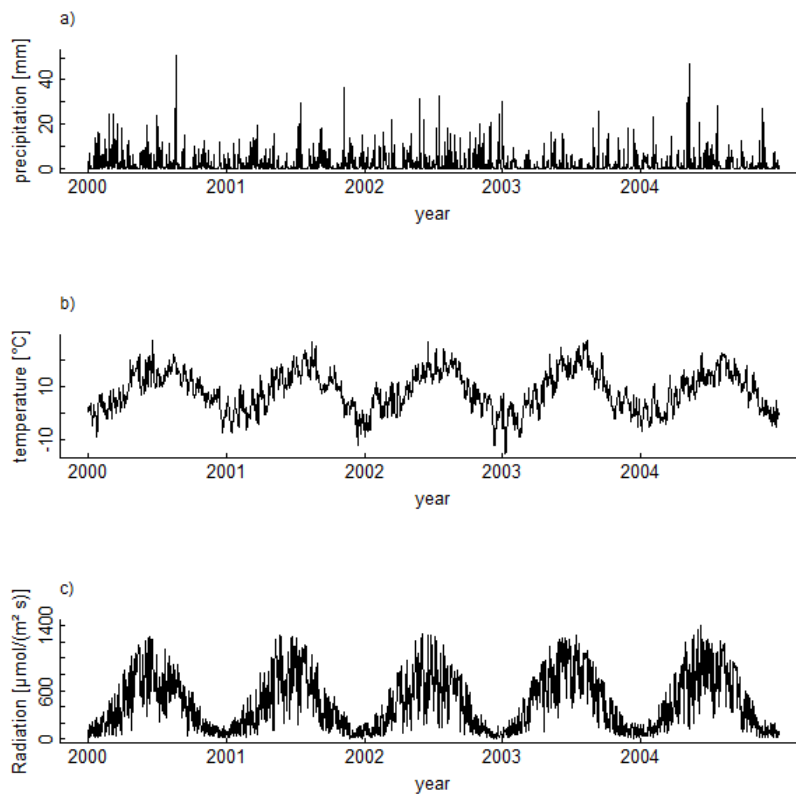 a)
precipitation [mm]
0
20
40
2000 2001 2002 2003 2004
year
b)
temperature [°C]
-10
10
2000 2001 2002 2003 2004
year
c)
Radiation [µmol/(m² s)]
0
600
1400
2000 2001 2002 2003 2004
year